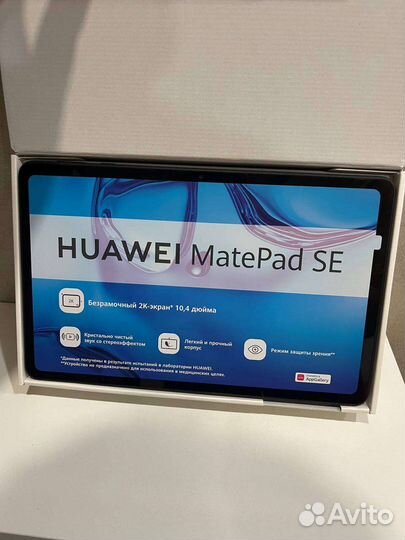 HUAWEI MatePad SE
2K
Безрамочный 2K-экран* 10,4 дюйма
Кристально чистый
звук со стереоэффектом
Легкий и прочный
корпус
Режим защиты зрения**
*Данные получены в результате испытаний в лаборатории HUAWEI.
**Устройство не предназначено для использования в медицинских целях.
AppGallery
Avito